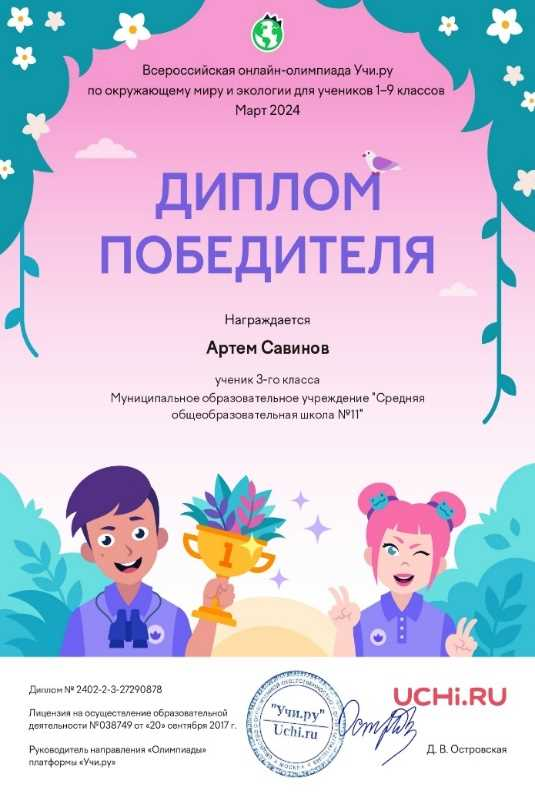 Всероссийская онлайн-олимпиада Учи.ру
по окружающему миру и экологии для учеников 1–9 классов
Март 2024
ДИПЛОМ
ПОБЕДИТЕЛЯ
Награждается
Артем Савинов
ученик 3-го класса
Муниципальное образовательное учреждение "Средняя
общеобразовательная школа №11"
1
Диплом № 2402-2-3-27290878
Лицензия на осуществление образовательной
деятельности №038749 от «20» сентября 2017 г.
Руководитель направления «Олимпиады»
платформы «Учи.ру»
"Учи.ру"
Uchi.ru
МОСКВА
UCHi.RU
Д. В. Островская